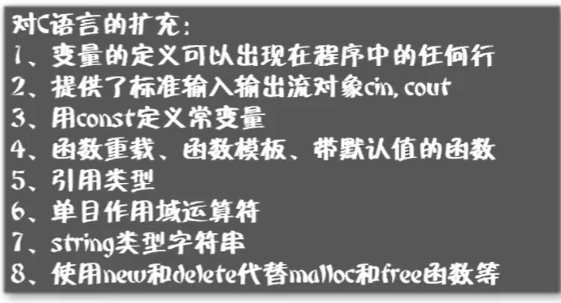 对C语言的扩充：
1、变量的定义可以出现在程序中的任何行
2、提供了标准输入输出流对象cin, cout
3、用const定义常变量
4、函数重载、函数模板、带默认值的函数
5、引用类型
6、单目作用域运算符
7、string类型字符串
8、使用new和delete代替malloc和free函数等